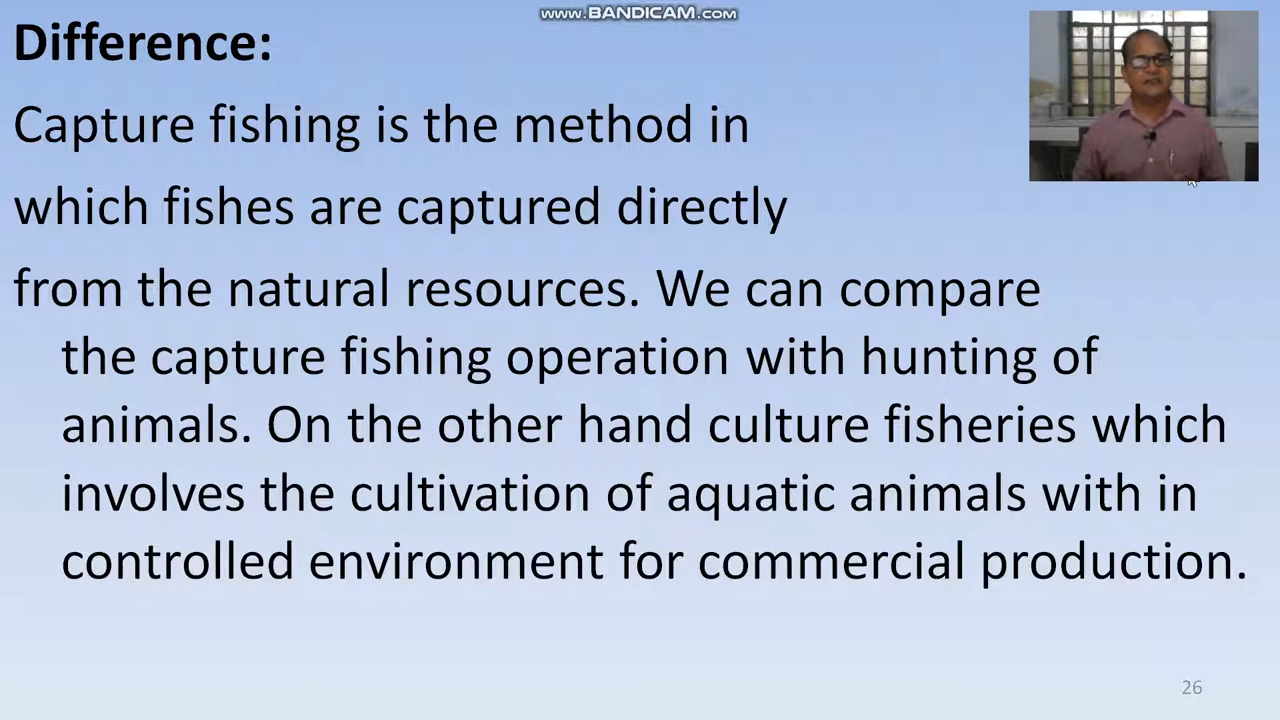 www.BANDICAM.com
Difference:
Capture fishing is the method in
which fishes are captured directly
from the natural resources. We can compare
the capture fishing operation with hunting of
animals. On the other hand culture fisheries which
involves the cultivation of aquatic animals with in
controlled environment for commercial production.
26